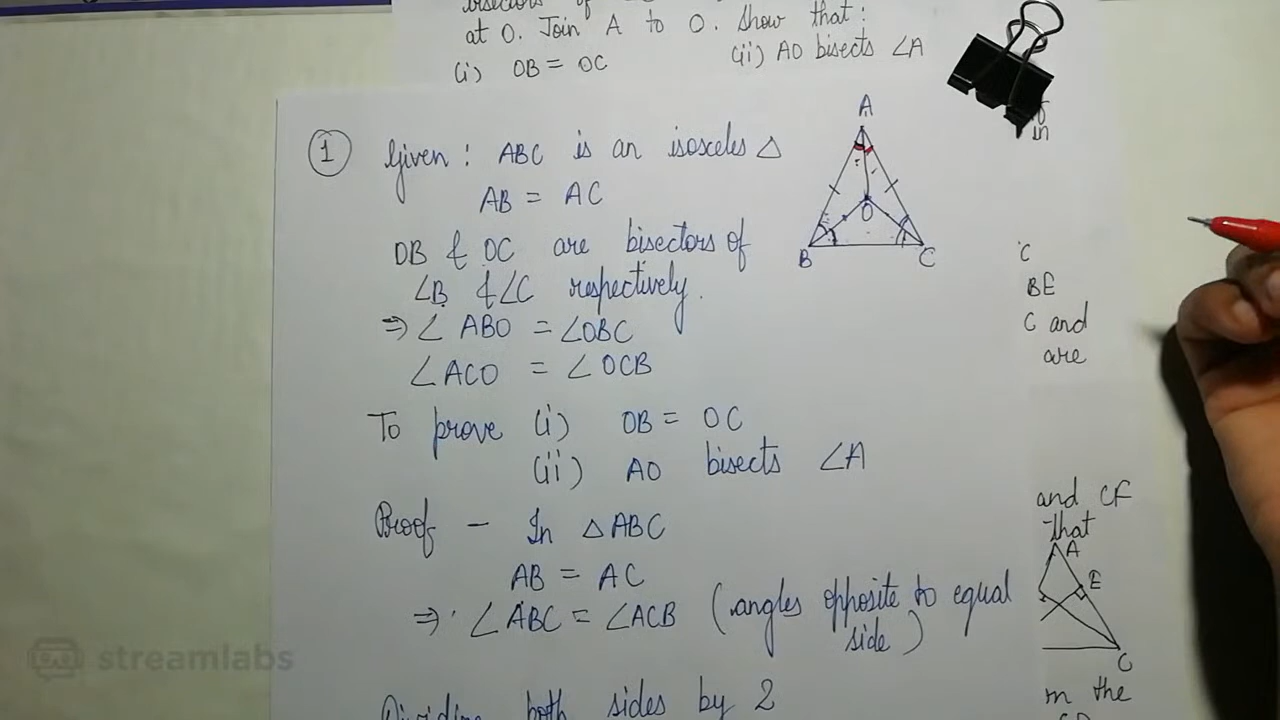 at O. Join A to O. Show that:
(i) OB = OC (ii) AO bisects ∠A
1
Given: ABC is an isosceles △
AB = AC
OB & OC are bisectors of
∠B & ∠C respectively.
⇒ ∠ABO = ∠OBC
∠ACO = ∠OCB
To prove (i) OB = OC
(ii) AO bisects ∠A
Proof - In △ABC
AB = AC
⇒ ∠ABC = ∠ACB (angles opposite to equal
side)
Dividing both sides by 2
A
O
B C
in
C
BE
C and
are
and CF
that
A
E
C
in the
streamlabs